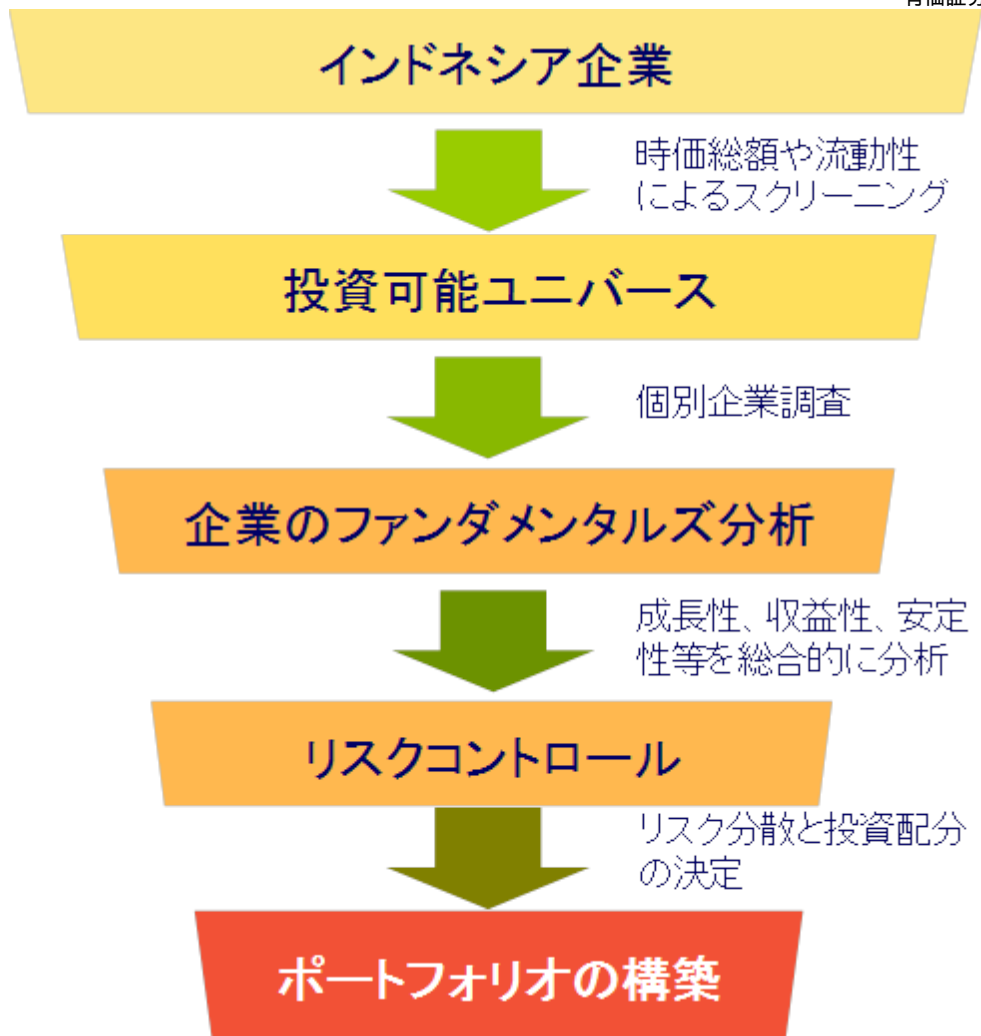 インドネシア企業
時価総額や流動性
によるスクリーニング
投資可能ユニバース
個別企業調査
企業のファンダメンタルズ分析
成長性、収益性、安定
性等を総合的に分析
リスクコントロール
リスク分散と投資配分
の決定
ポートフォリオの構築